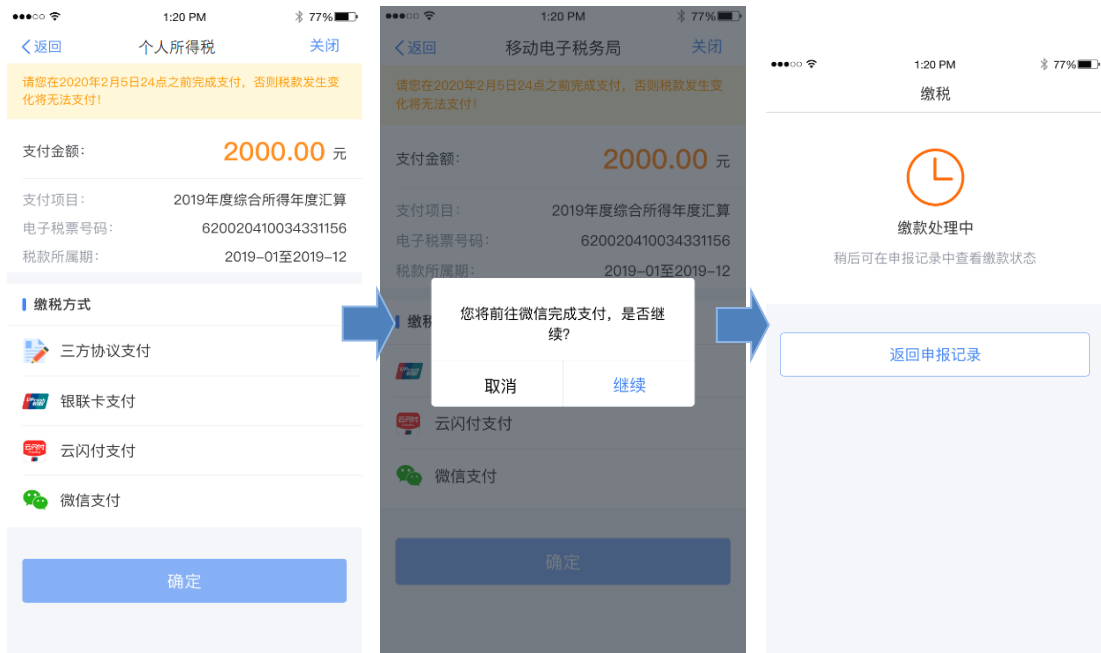 1:20 PM
77%
返回
个人所得税
关闭
请您在2020年2月5日24点之前完成支付，否则税款发生变
化将无法支付！
支付金额：
2000.00 元
支付项目：
2019年度综合所得年度汇算
电子税票号码：
620020410034331156
税款所属期：
2019-01至2019-12
缴税方式
三方协议支付
银联卡支付
云闪付支付
微信支付
确定
1:20 PM
77%
返回
移动电子税务局
关闭
请您在2020年2月5日24点之前完成支付，否则税款发生变
化将无法支付！
支付金额：
2000.00 元
支付项目：
2019年度综合所得年度汇算
电子税票号码：
620020410034331156
税款所属期：
2019-01至2019-12
缴税
您将前往微信完成支付，是否继
续？
取消
继续
云闪付支付
微信支付
确定
1:20 PM
77%
缴税
缴款处理中
稍后可在申报记录中查看缴款状态
返回申报记录